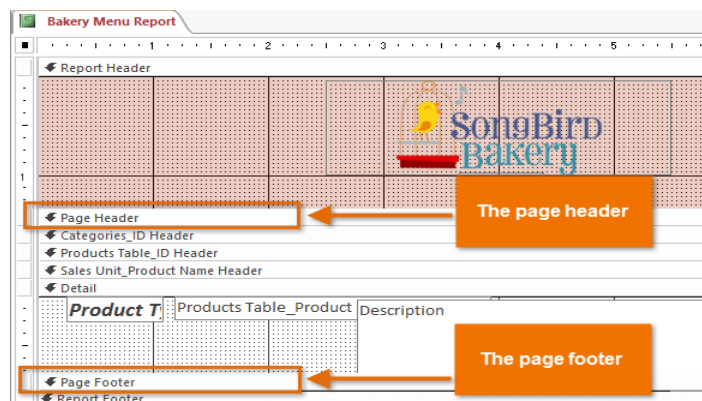 Bakery Menu Report
1 2 3 4 5
Report Header
SongBird
Bakery
1
Page Header
The page header
Categories_ID Header
Products Table_ID Header
Sales Unit_Product Name Header
Detail
Product Ty Products Table_Product Description
The page footer
Page Footer
Report Footer